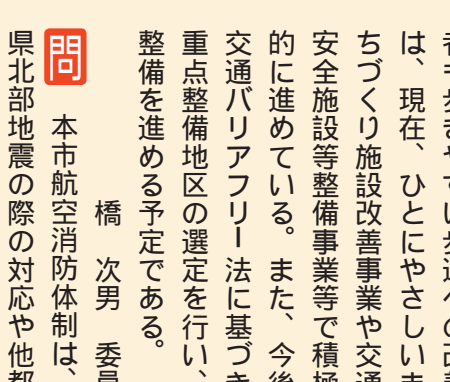 は、現在、ひとにやさしいま
ちづくり施設改善事業や交通
安全施設等整備事業等で積極
的に進めている。また、今後
交通バリアフリー法に基づき
重点整備地区の選定を行い、
整備を進める予定である。
橋　次男　委員
問　本市航空消防体制は、
県北部地震の際の対応や他都